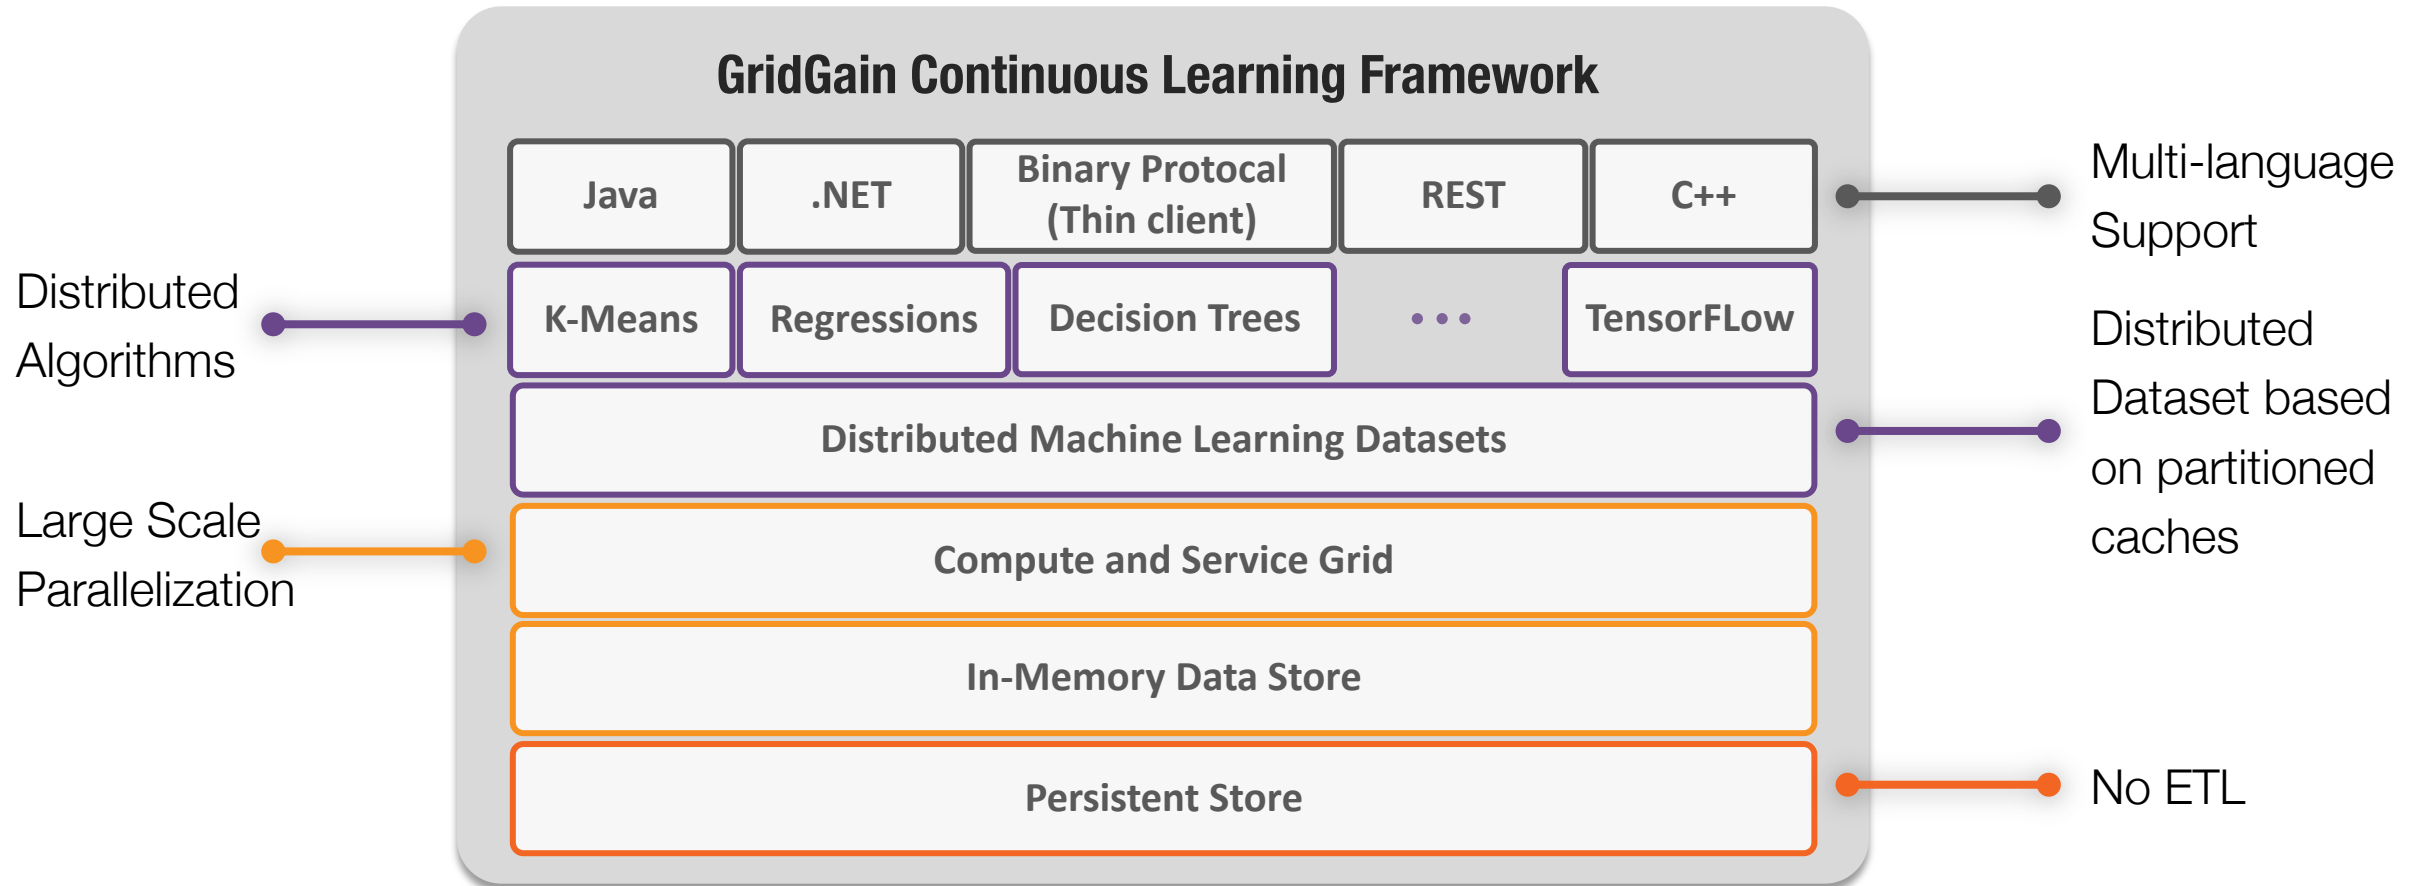 GridGain Continuous Learning Framework
Java
.NET
Binary Protocal
(Thin client)
REST
C++
Multi-language
Support
Distributed
Algorithms
K-Means
Regressions
Decision Trees
...
TensorFLow
Distributed Machine Learning Datasets
Distributed
Dataset based
on partitioned
caches
Large Scale
Parallelization
Compute and Service Grid
In-Memory Data Store
Persistent Store
No ETL